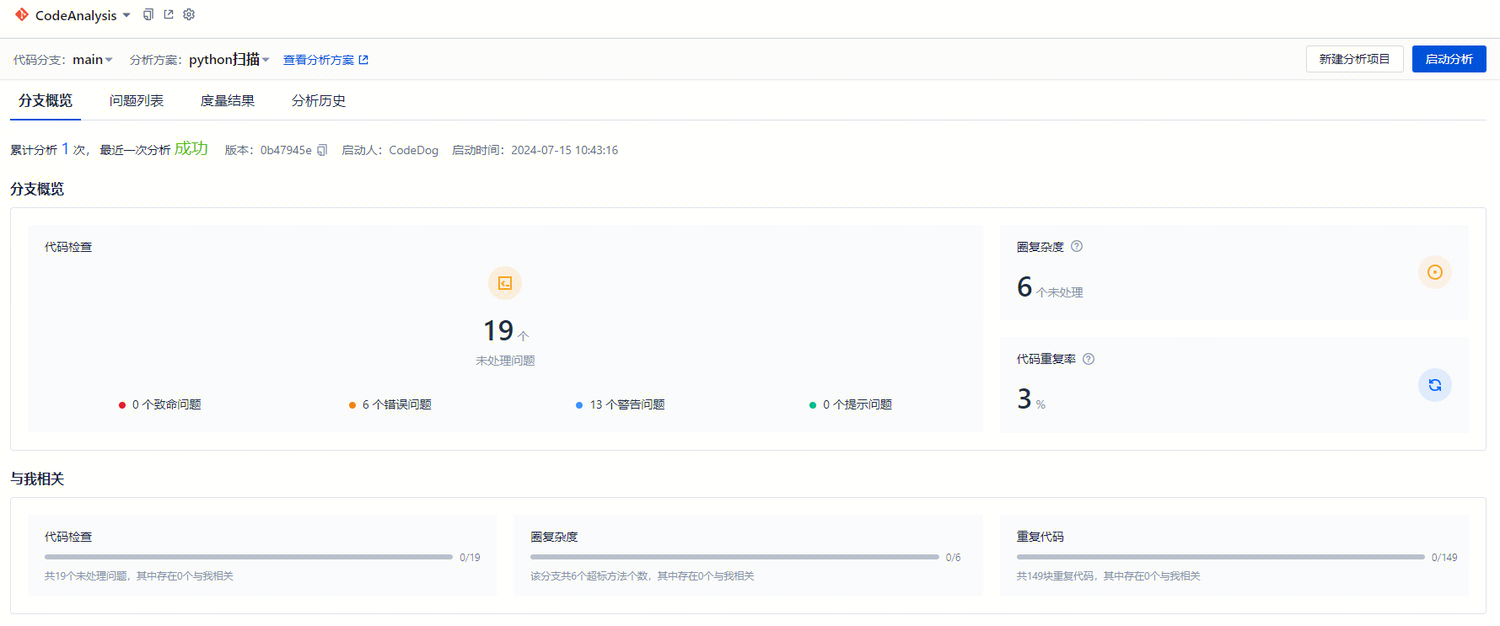 CodeAnalysis
代码分支: main 分析方案: python扫描 查看分析方案 新建分析项目 启动分析
分支概览 问题列表 度量结果 分析历史
累计分析 1 次, 最近一次分析 成功 版本: 0b47945e 启动人: CodeDog 启动时间: 2024-07-15 10:43:16
分支概览
代码检查
19 个
未处理问题
0 个致命问题 6 个错误问题 13 个警告问题 0 个提示问题
圈复杂度
6 个未处理
代码重复率
3 %
与我相关
代码检查
0/19
共19个未处理问题，其中存在0个与我相关
圈复杂度
0/6
该分支共6个超标方法个数，其中存在0个与我相关
重复代码
0/149
共149块重复代码，其中存在0个与我相关